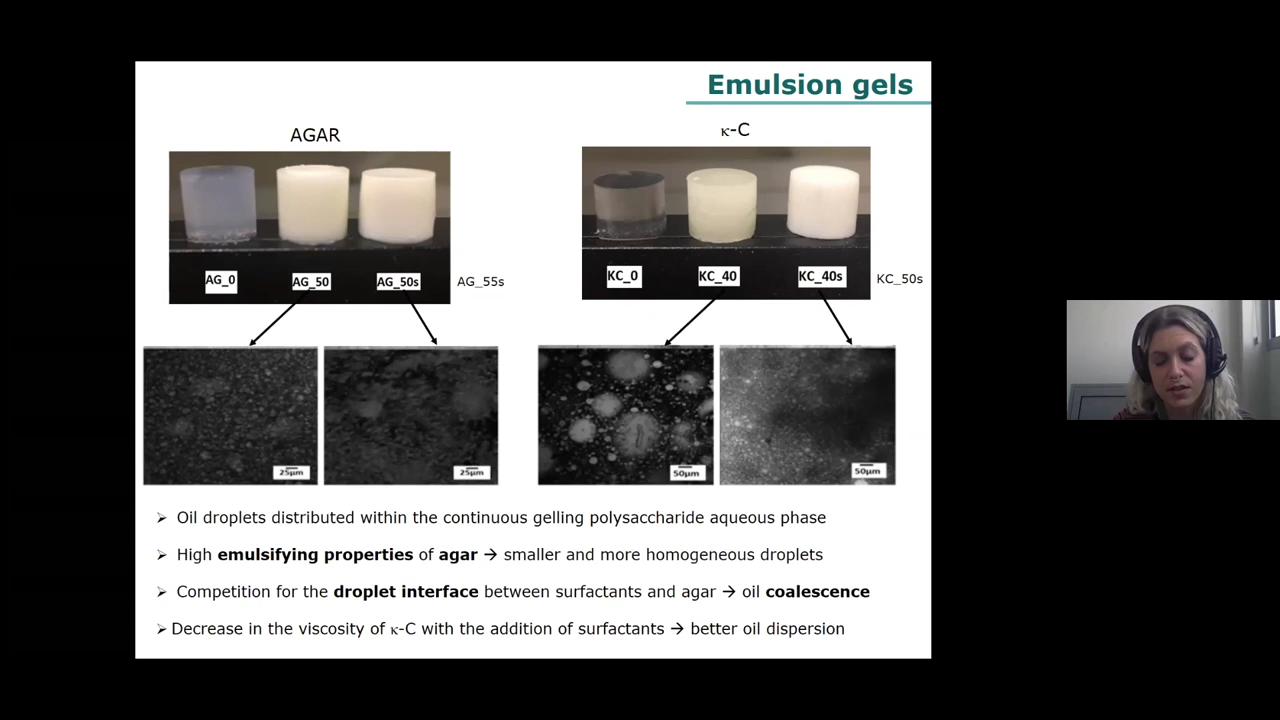 Emulsion gels
AGAR
κ-C
AG_0
AG_50
AG_50s
AG_55s
KC_0
KC_40
KC_40s
KC_50s
25µm
25µm
50µm
50µm
➢ Oil droplets distributed within the continuous gelling polysaccharide aqueous phase
➢ High emulsifying properties of agar → smaller and more homogeneous droplets
➢ Competition for the droplet interface between surfactants and agar → oil coalescence
➢ Decrease in the viscosity of κ-C with the addition of surfactants → better oil dispersion